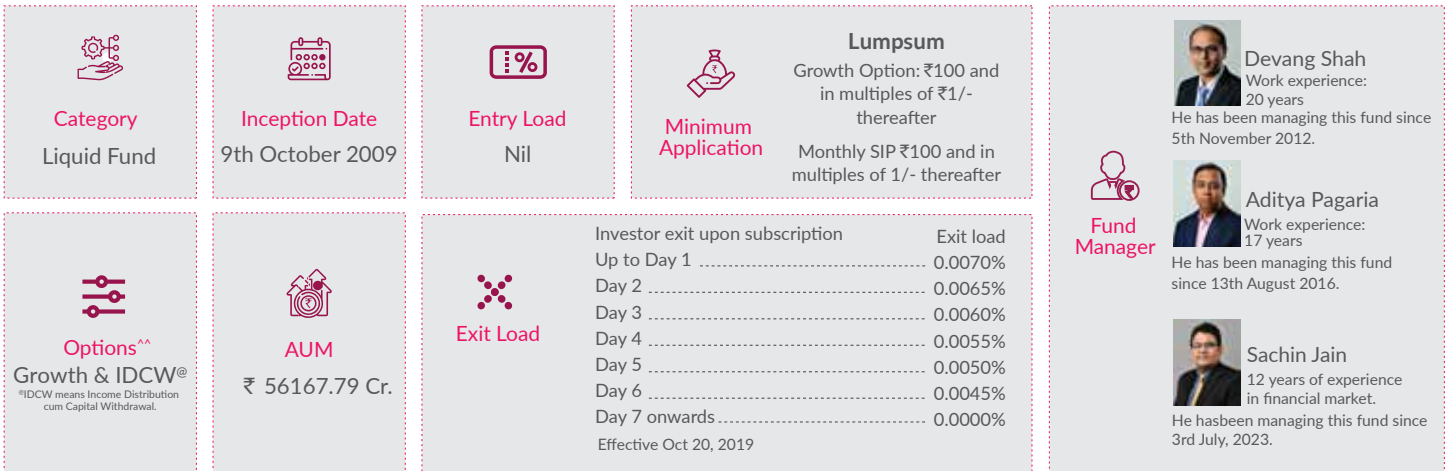 Category
Liquid Fund
Inception Date
9th October 2009
%
Entry Load
Nil
₹
Minimum
Application
Lumpsum
Growth Option: ₹100 and
in multiples of ₹1/-
thereafter
Monthly SIP ₹100 and in
multiples of 1/- thereafter
Options^^
Growth & IDCW@
@IDCW means Income Distribution
cum Capital Withdrawal.
₹
AUM
₹ 56167.79 Cr.
Exit Load
Investor exit upon subscription Exit load
Up to Day 1 ........................................ 0.0070%
Day 2 ........................................ 0.0065%
Day 3 ........................................ 0.0060%
Day 4 ........................................ 0.0055%
Day 5 ........................................ 0.0050%
Day 6 ........................................ 0.0045%
Day 7 onwards ........................................ 0.0000%
Effective Oct 20, 2019
₹
Fund
Manager
Devang Shah
Work experience:
20 years
He has been managing this fund since
5th November 2012.
Aditya Pagaria
Work experience:
17 years
He has been managing this fund
since 13th August 2016.
Sachin Jain
12 years of experience
in financial market.
He hasbeen managing this fund since
3rd July, 2023.